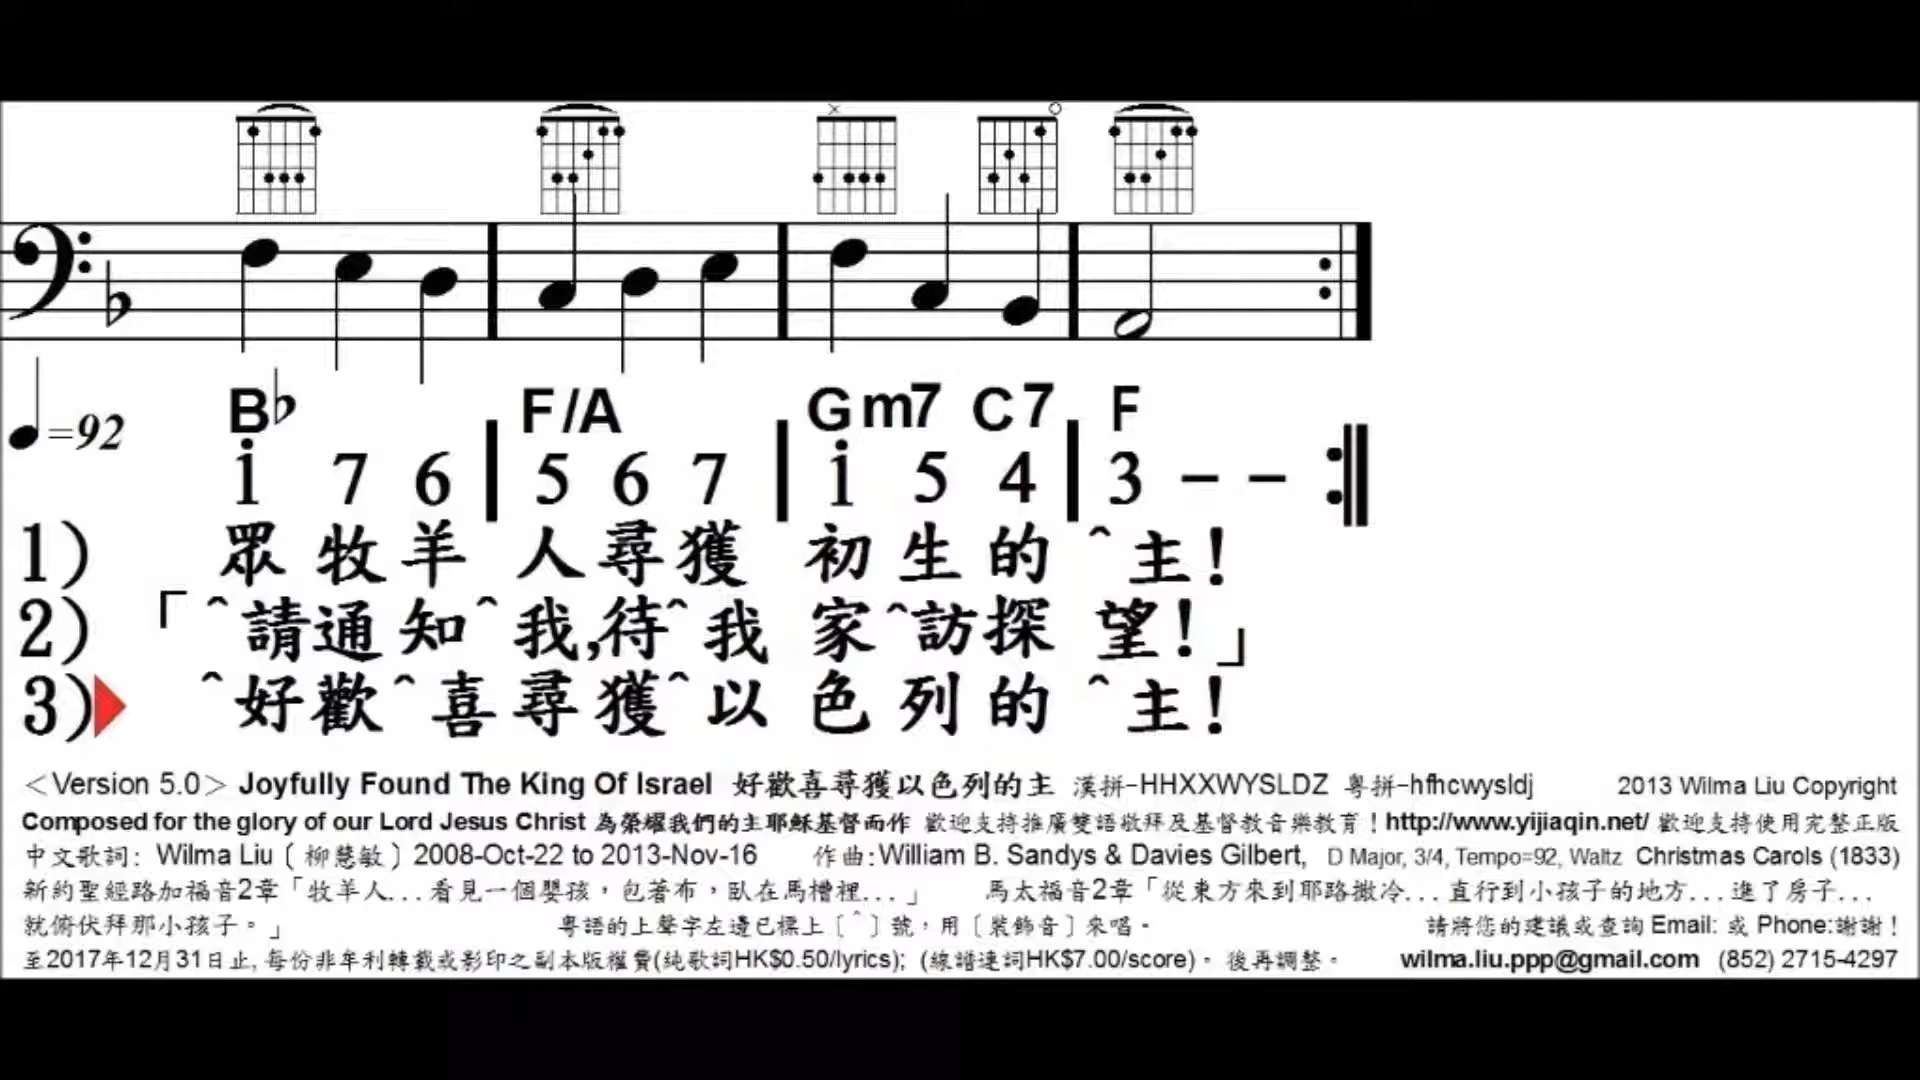 ♩=92
B♭ F/A Gm7 C7 F
i 7 6 | 5 6 7 | i 5 4 | 3 - - :||
1) 眾牧羊人尋獲初生的^主!
2) 「^請通知^我,待^我家^訪探望!」
3) ^好歡^喜尋獲^以色列的^主!
<Version 5.0> Joyfully Found The King Of Israel 好歡喜尋獲以色列的主 漢拼-HHXXWYSLDZ 粵拼-hfhcwysldj 2013 Wilma Liu Copyright
Composed for the glory of our Lord Jesus Christ 為榮耀我們的主耶穌基督而作 歡迎支持推廣雙語敬拜及基督教音樂教育!http://www.yijiaqin.net/ 歡迎支持使用完整正版
中文歌詞: Wilma Liu〔柳慧敏〕2008-Oct-22 to 2013-Nov-16 作曲:William B. Sandys & Davies Gilbert, D Major, 3/4, Tempo=92, Waltz Christmas Carols (1833)
新約聖經路加福音2章「牧羊人...看見一個嬰孩,包著布,臥在馬槽裡...」 馬太福音2章「從東方來到耶路撒冷...直行到小孩子的地方...進了房子...
就俯伏拜那小孩子。」 粵語的上聲字左邊已標上〔^〕號,用〔裝飾音〕來唱。 請將您的建議或查詢 Email: 或 Phone:謝謝!
至2017年12月31日止, 每份非牟利轉載或影印之副本版權費(純歌詞HK$0.50/lyrics); (線譜連詞HK$7.00/score)。後再調整。 wilma.liu.ppp@gmail.com (852) 2715-4297